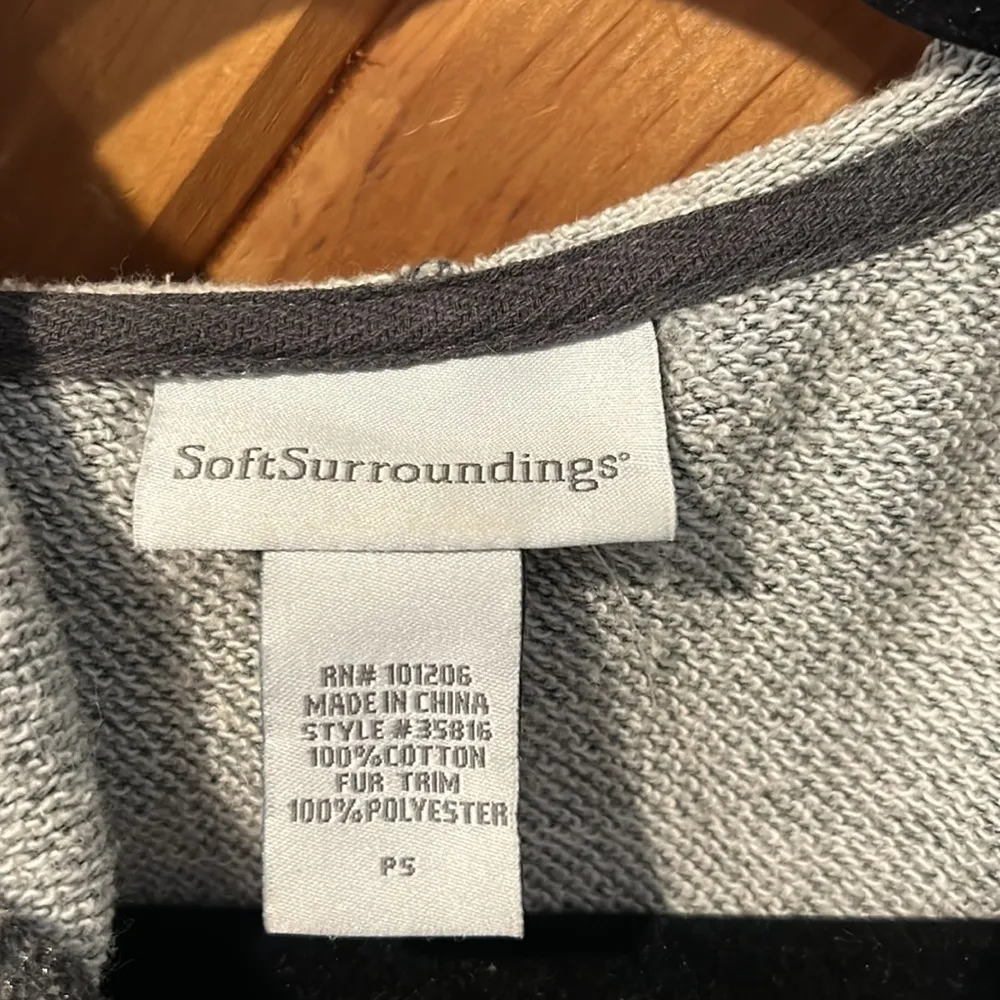 SoftSurroundings®
RN# 101206
MADE IN CHINA
STYLE #35816
100%COTTON
FUR TRIM
100%POLYESTER
PS